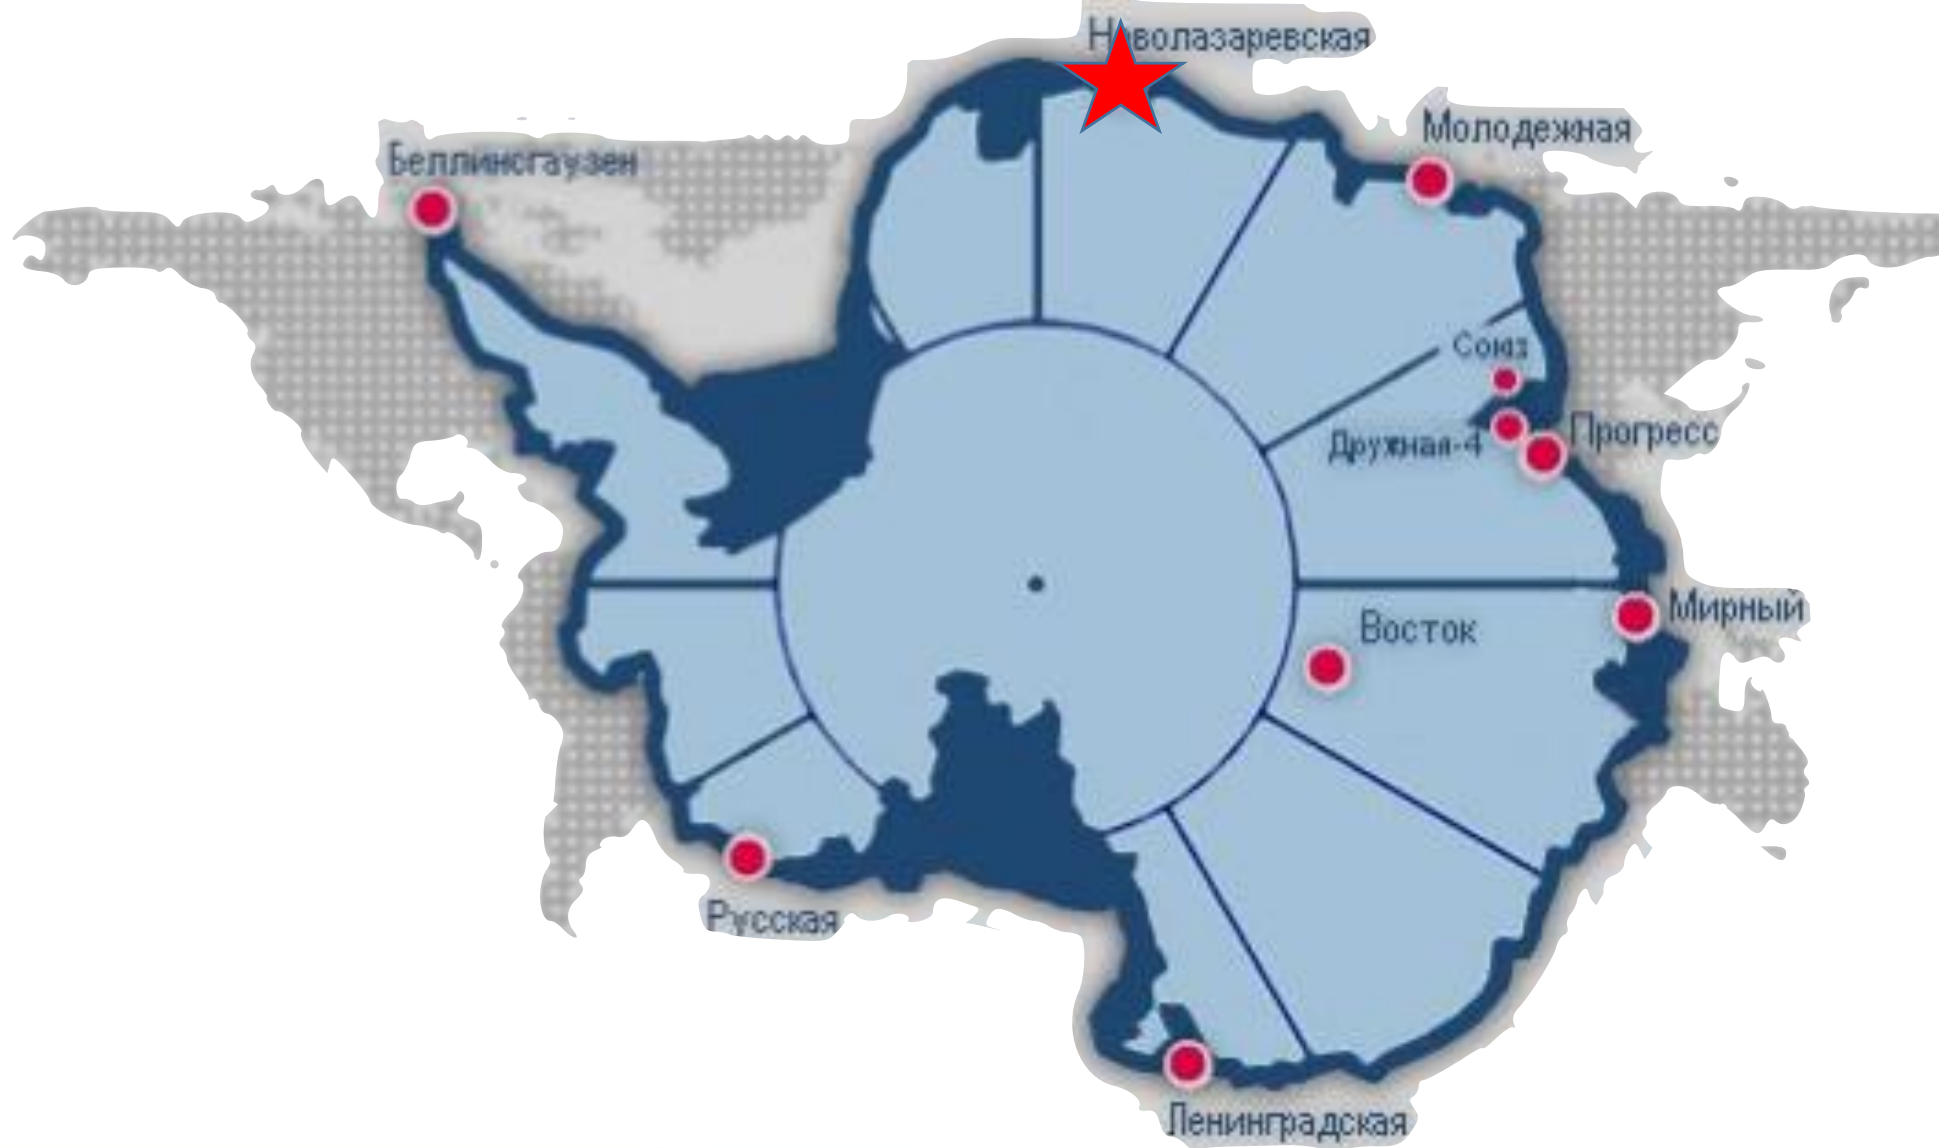 Новолазаревская
Молодежная
Беллинсгаузен
Союз
Прогресс
Дружная-4
Мирный
Восток
Русская
Ленинградская